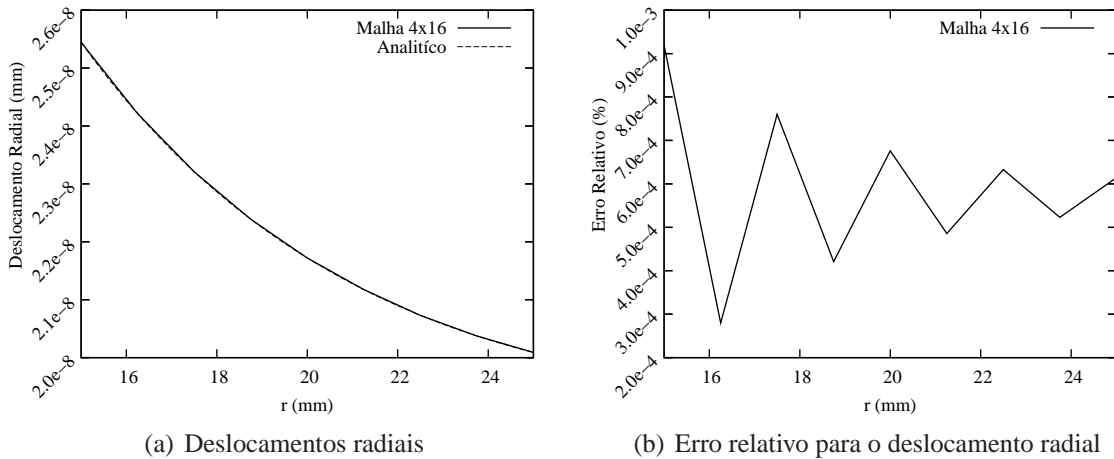 2.6e−8
2.5e−8
2.4e−8
2.3e−8
2.2e−8
2.1e−8
2.0e−8
Deslocamento Radial (mm)
Malha 4x16
Analitíco
16 18 20 22 24
r (mm)
(a) Deslocamentos radiais
1.0e−3
9.0e−4
8.0e−4
7.0e−4
6.0e−4
5.0e−4
4.0e−4
3.0e−4
2.0e−4
Erro Relativo (%)
Malha 4x16
16 18 20 22 24
r (mm)
(b) Erro relativo para o deslocamento radial